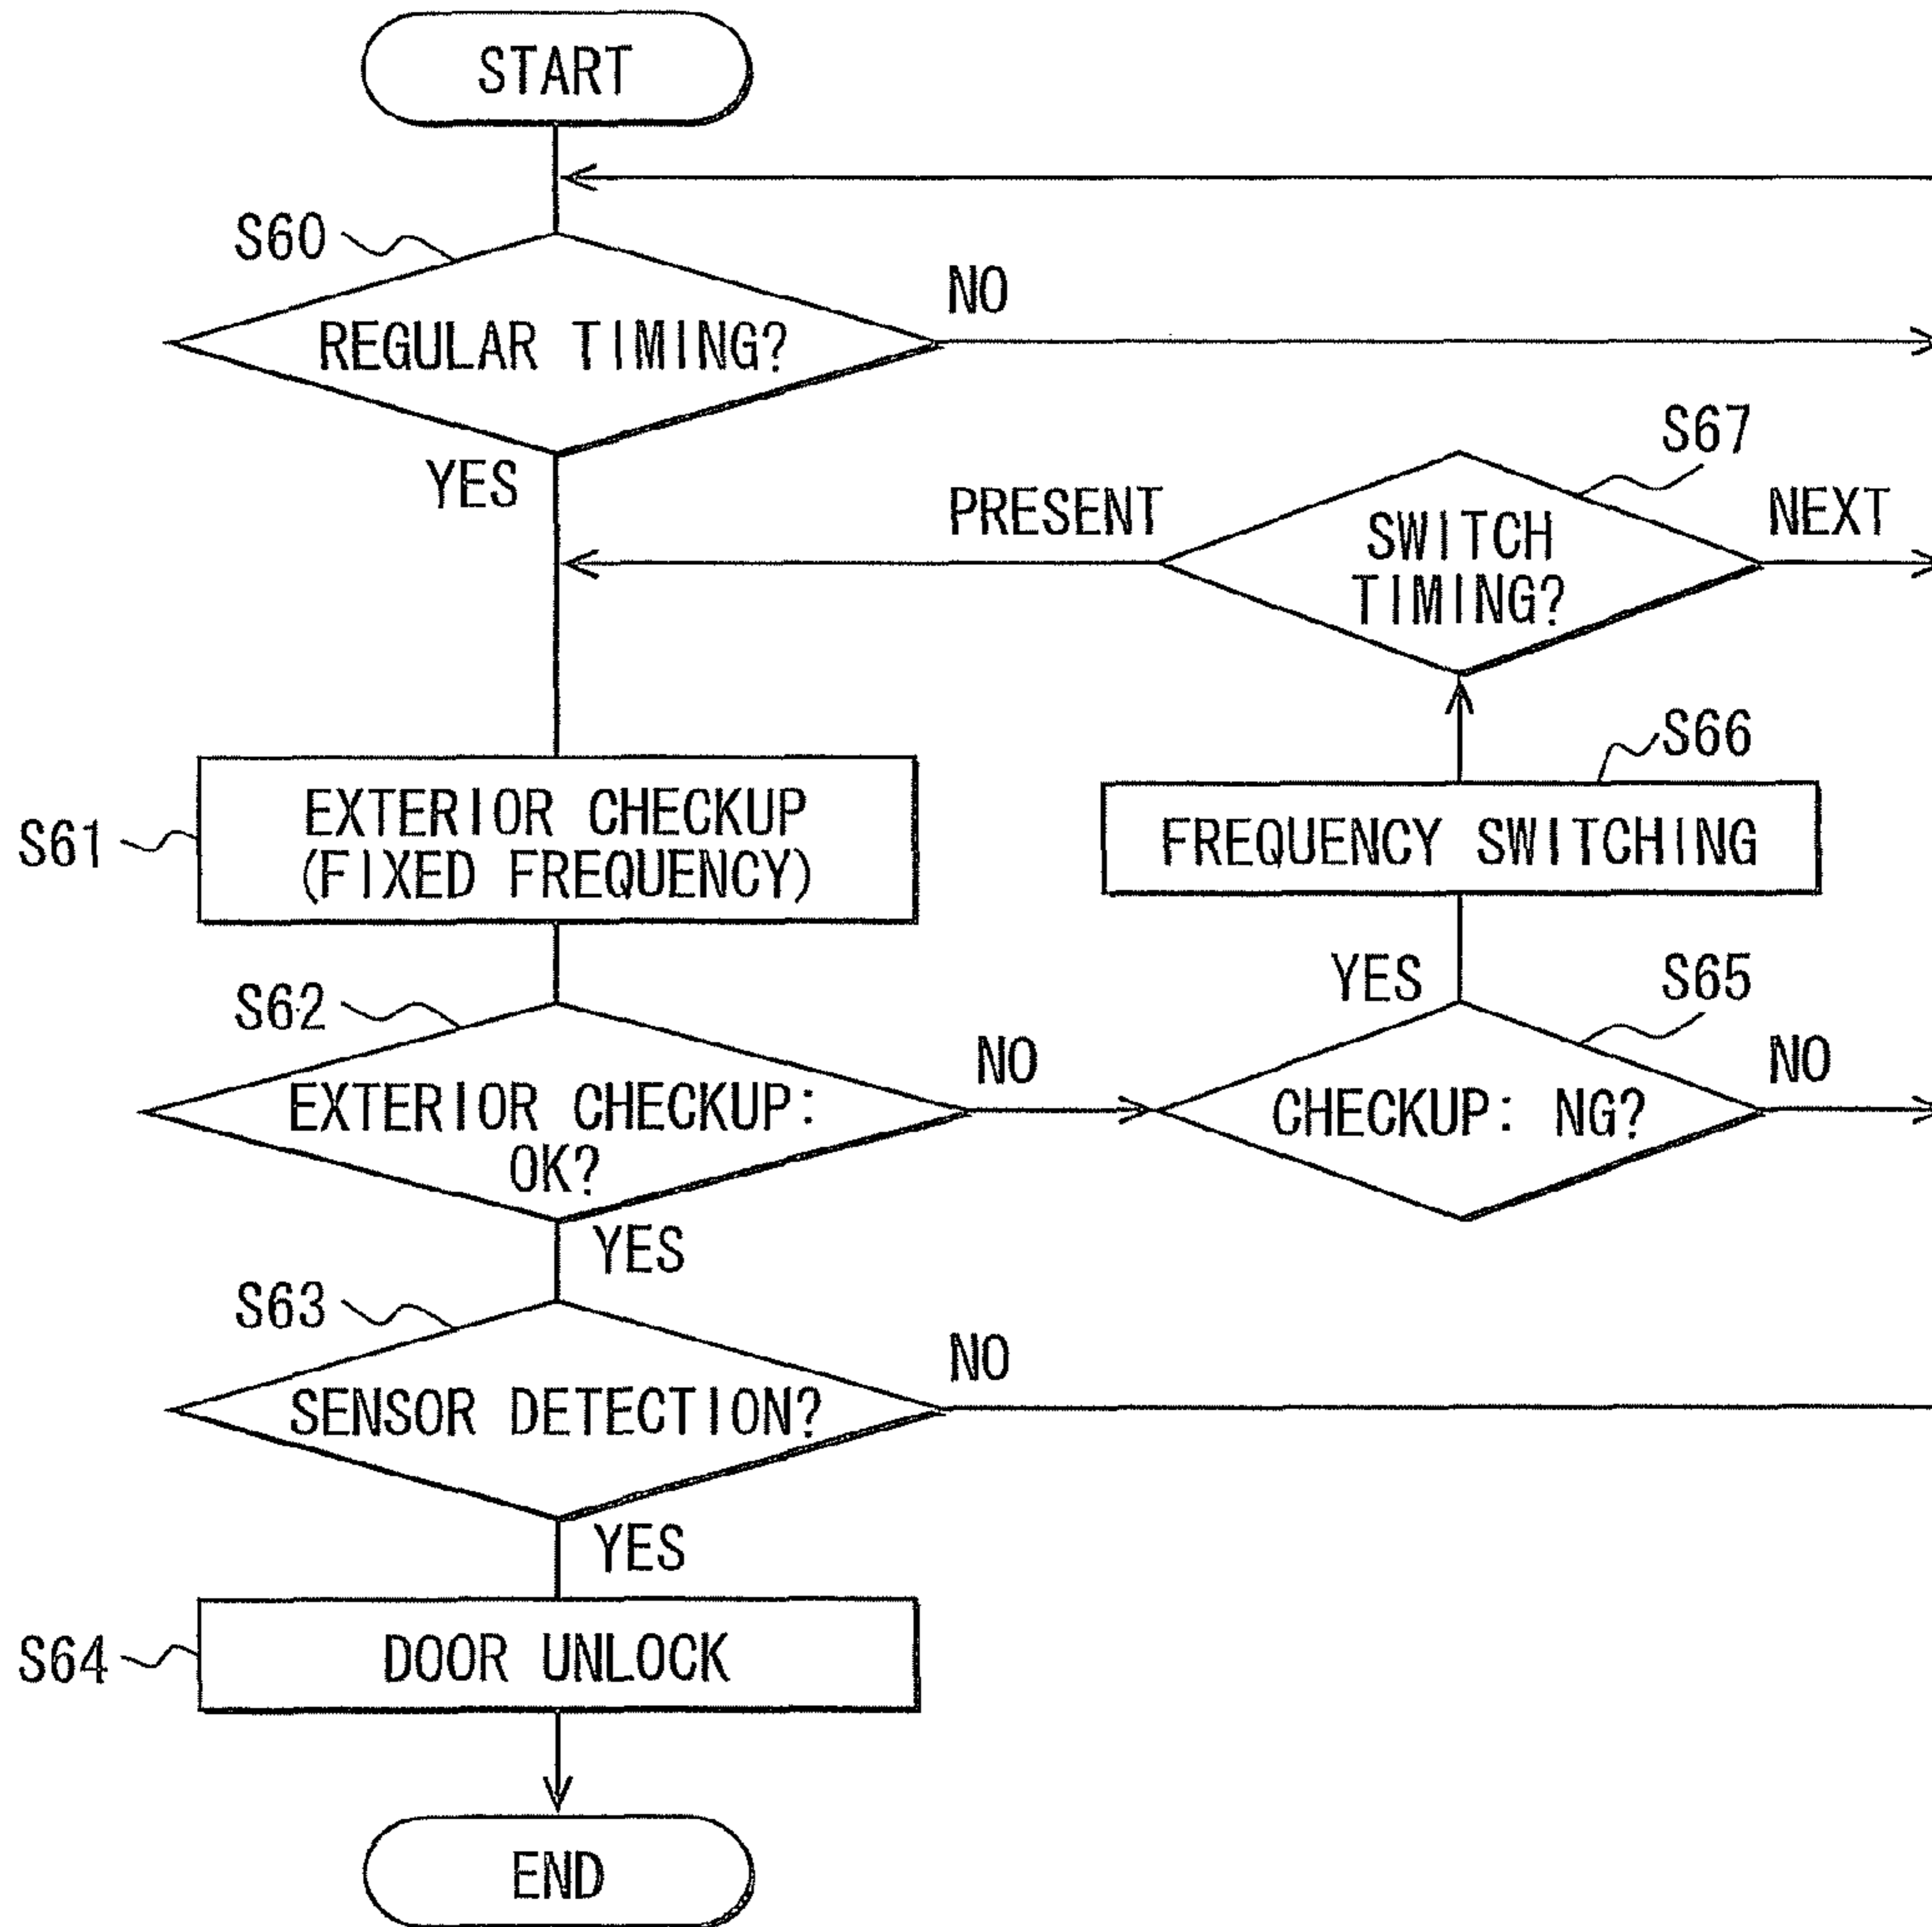 START
S60
NO
REGULAR TIMING?
YES
S67
PRESENT
NEXT
SWITCH
TIMING?
S66
S61
EXTERIOR CHECKUP
(FIXED FREQUENCY)
FREQUENCY SWITCHING
YES
S65
S62
NO
NO
EXTERIOR CHECKUP:
OK?
CHECKUP: NG?
YES
S63
NO
SENSOR DETECTION?
YES
S64
DOOR UNLOCK
END